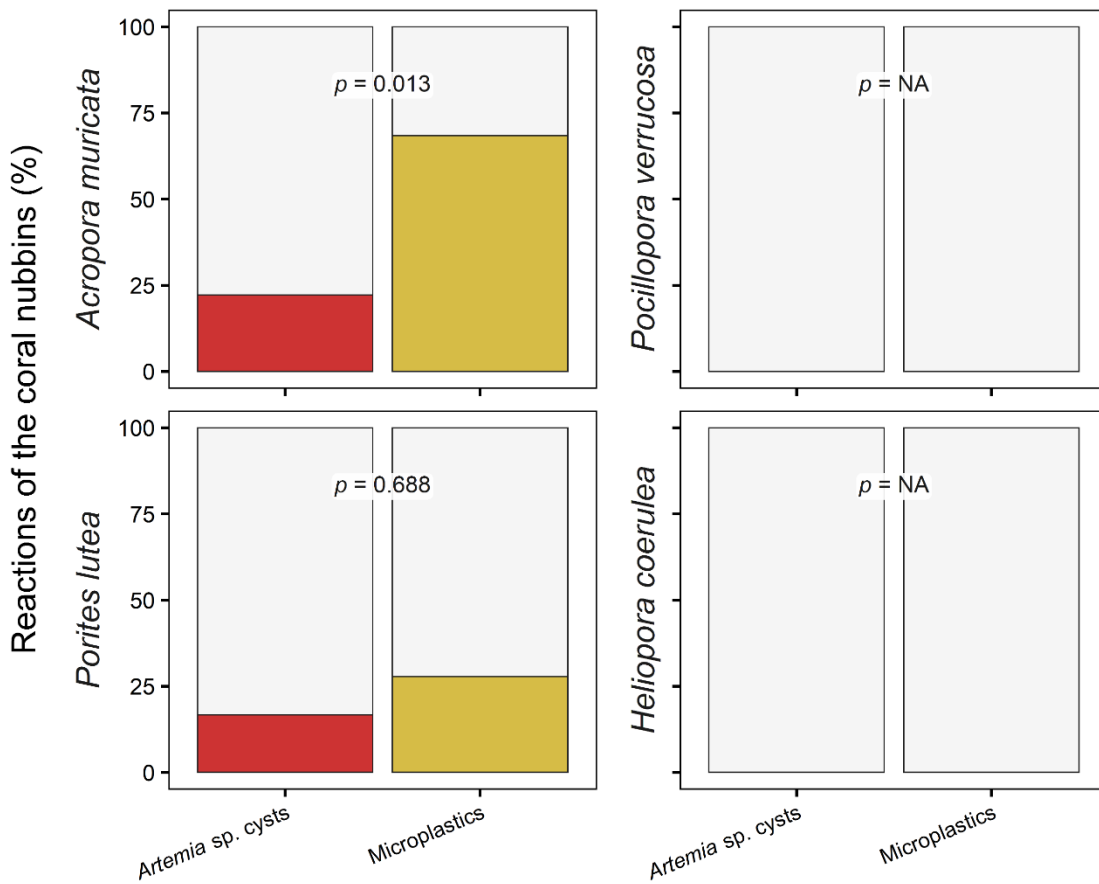 Reactions of the coral nubbins (%)
Acropora muricata
100
75
50
25
0
p = 0.013
Pocillopora verrucosa
p = NA
Porites lutea
100
75
50
25
0
p = 0.688
Heliopora coerulea
p = NA
Artemia sp. cysts
Microplastics
Artemia sp. cysts
Microplastics